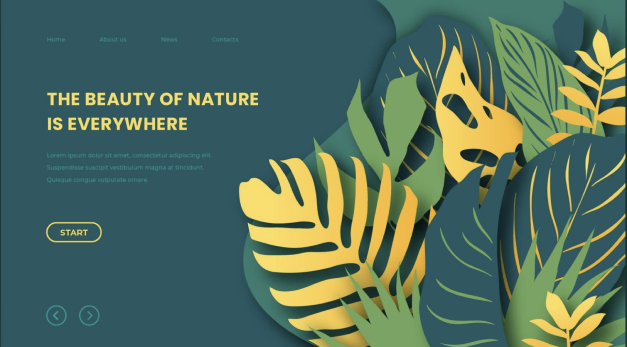 Home
About us
News
Contacts
THE BEAUTY OF NATURE
IS EVERYWHERE
Lorem ipsum dolor sit amet, consectetur adipiscing elit.
Suspendisse suscipit vestibulum magna at tincidunt.
Quisque congue vulputate ornare.
START